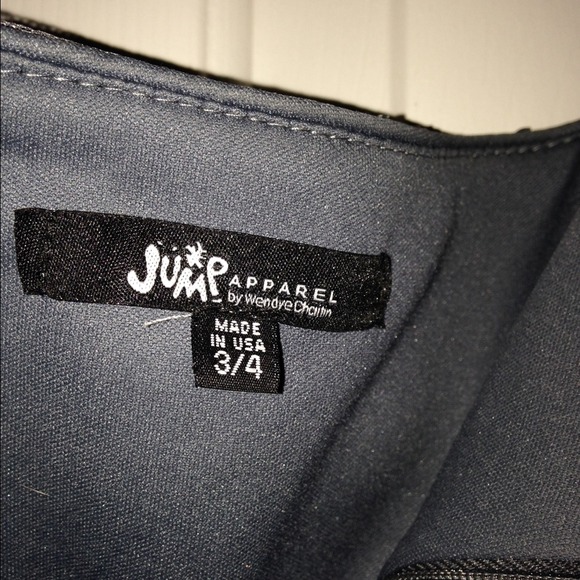 JUMP APPAREL
by Wendye Chaitin
MADE
IN USA
3/4